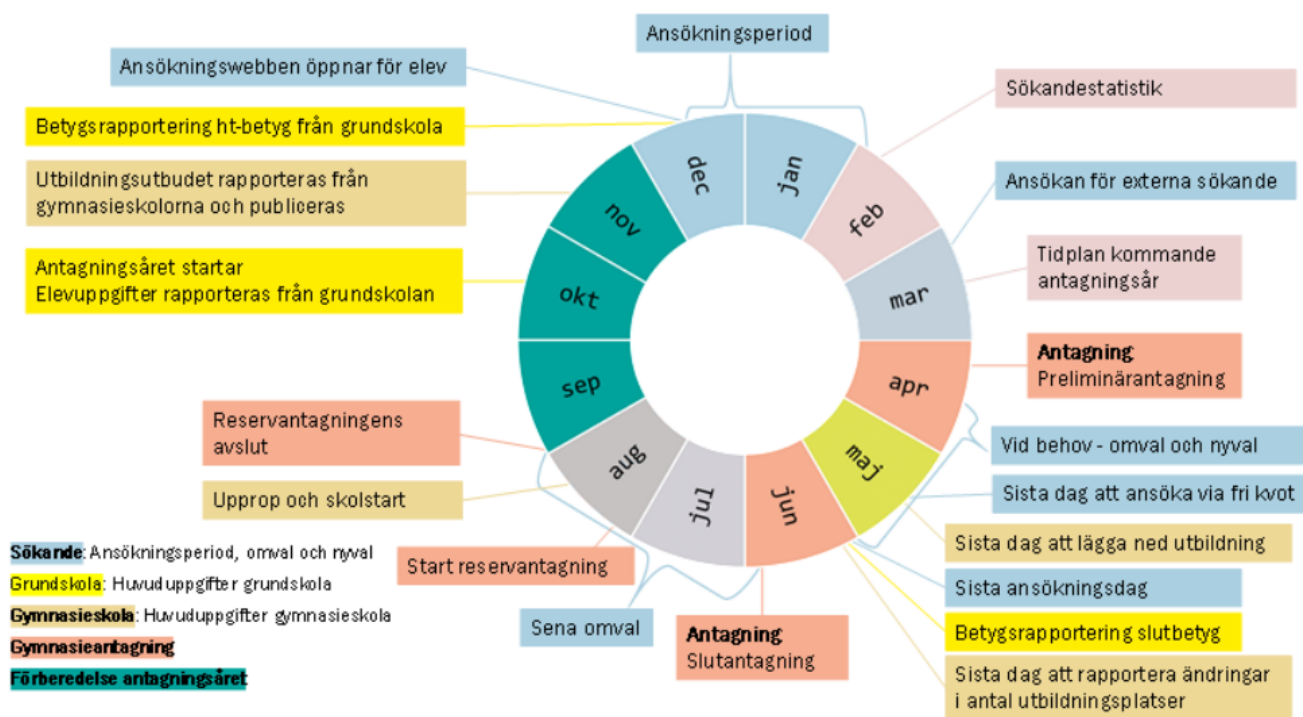 Ansökningsperiod
Ansökningswebben öppnar för elev
Sökandestatistik
Betygsrapportering ht-betyg från grundskola
Utbildningsutbudet rapporteras från
gymnasieskolorna och publiceras
Ansökan för externa sökande
Antagningsåret startar
Elevuppgifter rapporteras från grundskolan
Tidplan kommande
antagningsår
Antagning
Preliminärantagning
dec
jan
nov
feb
okt
mar
sep
apr
aug
maj
jul
jun
Reservantagningens
avslut
Vid behov - omval och nyval
Upprop och skolstart
Sista dag att ansöka via fri kvot
Sista dag att lägga ned utbildning
Sökande: Ansökningsperiod, omval och nyval
Grundskola: Huvuduppgifter grundskola
Gymnasieskola: Huvuduppgifter gymnasieskola
Gymnasieantagning
Förberedelse antagningsåret
Start reservantagning
Sena omval
Antagning
Slutantagning
Sista ansökningsdag
Betygsrapportering slutbetyg
Sista dag att rapportera ändringar
i antal utbildningsplatser